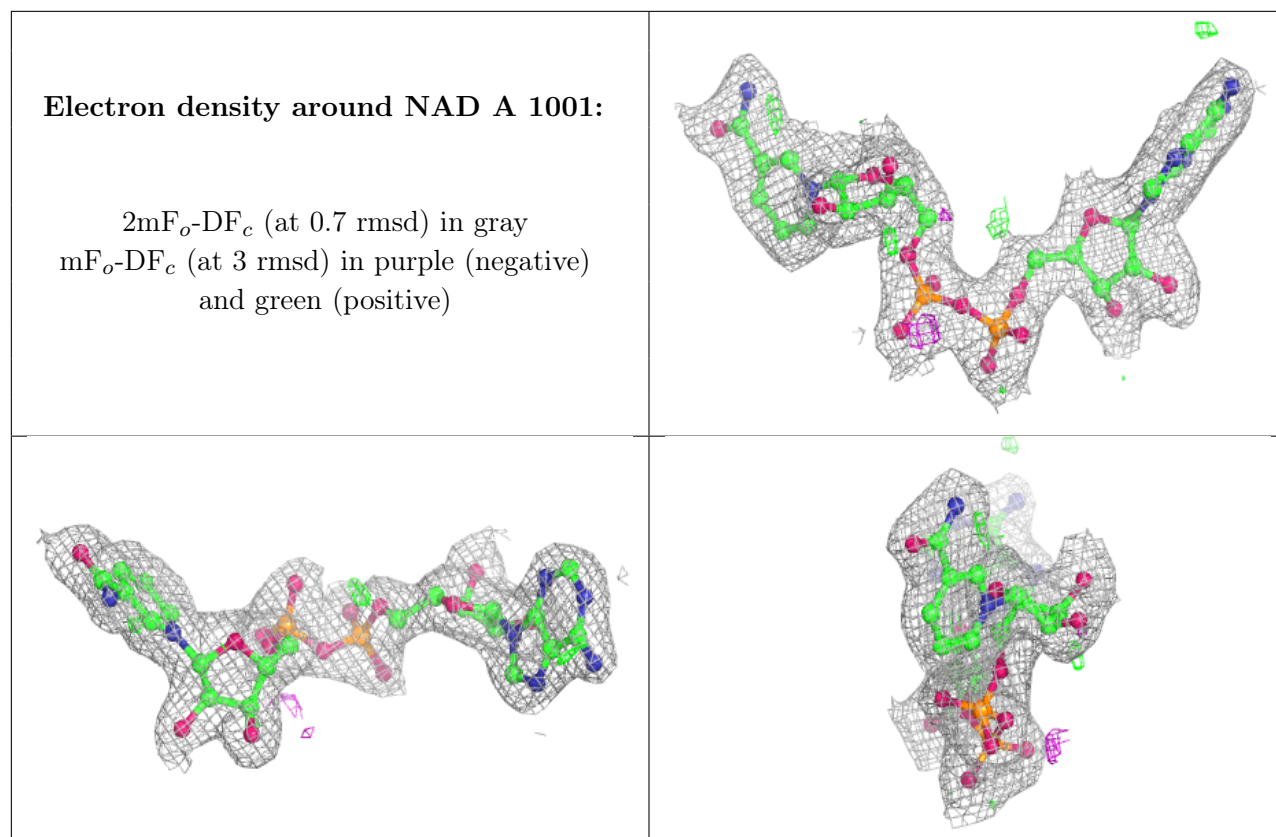 Electron density around NAD A 1001:
2mFo-DFc (at 0.7 rmsd) in gray
mFo-DFc (at 3 rmsd) in purple (negative)
and green (positive)